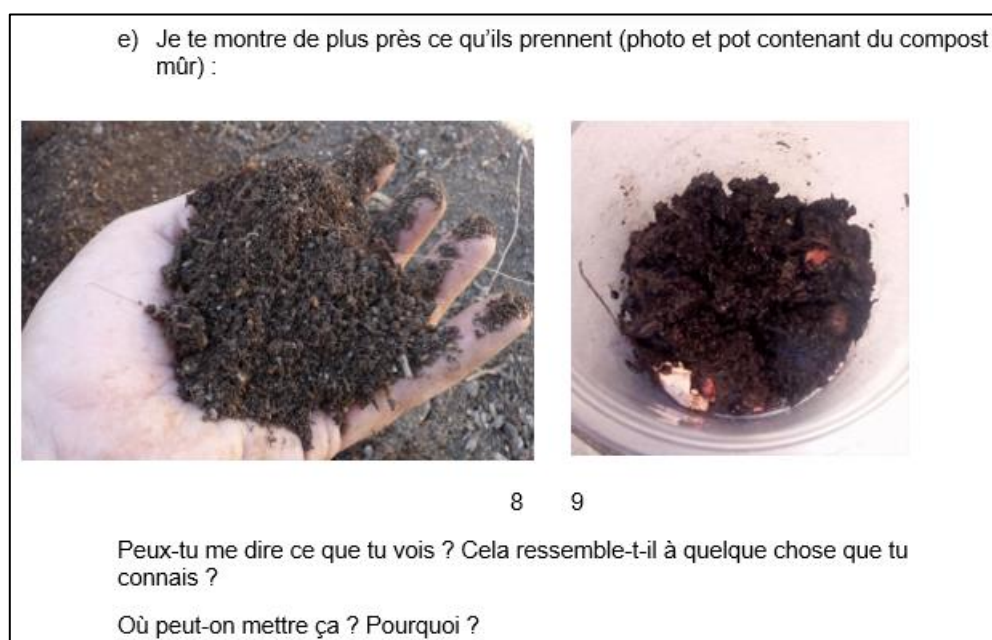 e) Je te montre de plus près ce qu'ils prennent (photo et pot contenant du compost
mûr) :
8 9
Peux-tu me dire ce que tu vois ? Cela ressemble-t-il à quelque chose que tu
connais ?
Où peut-on mettre ça ? Pourquoi ?